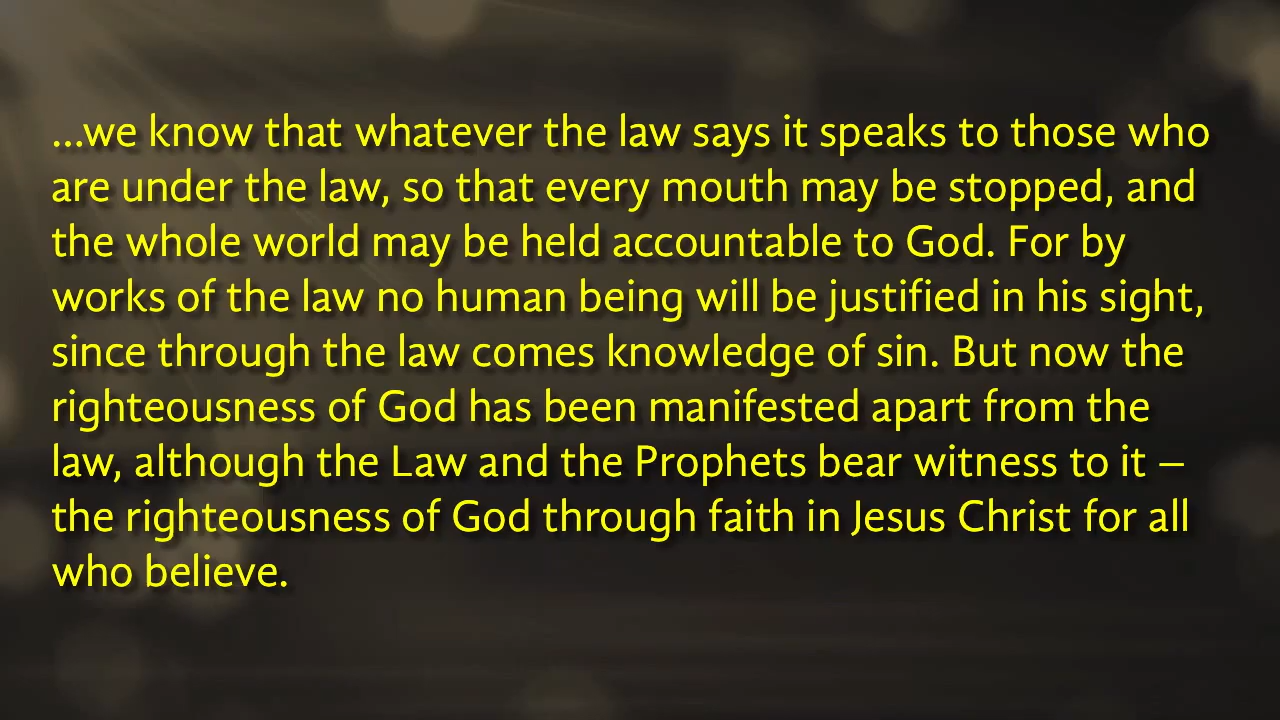 ...we know that whatever the law says it speaks to those who
are under the law, so that every mouth may be stopped, and
the whole world may be held accountable to God. For by
works of the law no human being will be justified in his sight,
since through the law comes knowledge of sin. But now the
righteousness of God has been manifested apart from the
law, although the Law and the Prophets bear witness to it –
the righteousness of God through faith in Jesus Christ for all
who believe.